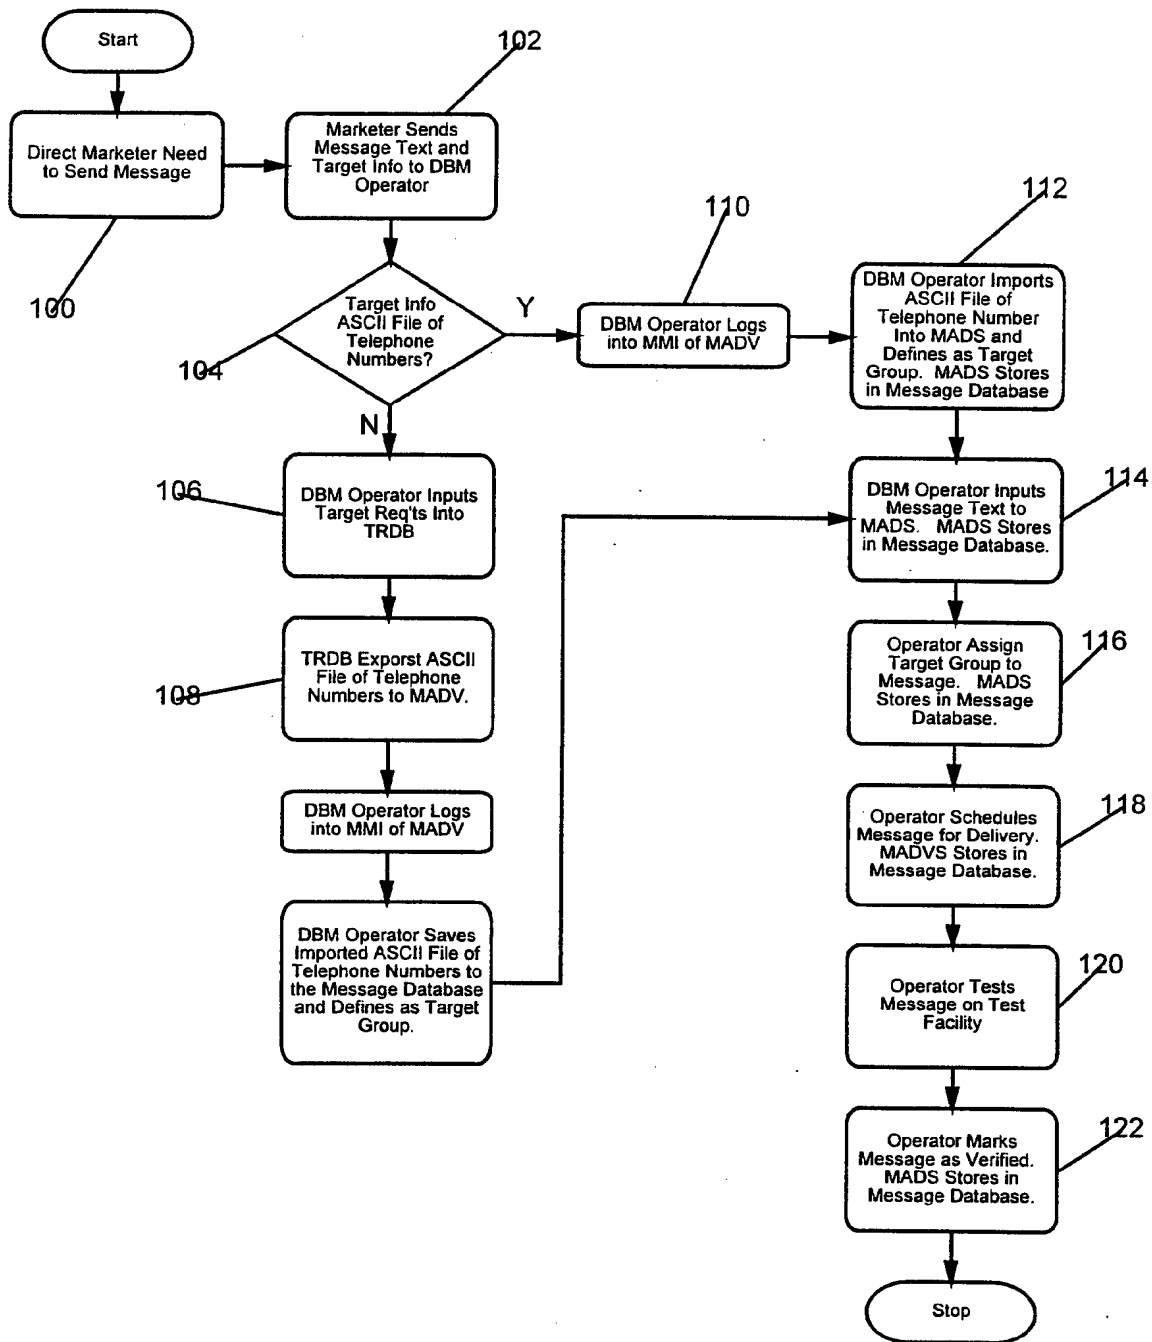 Start
102
Direct Marketer Need
to Send Message
100
Marketer Sends
Message Text and
Target Info to DBM
Operator
Target Info
ASCII File of
Telephone
Numbers?
104
Y
N
110
DBM Operator Logs
into MMI of MADV
112
DBM Operator Imports
ASCII File of
Telephone Number
Into MADS and
Defines as Target
Group. MADS Stores
in Message Database
106
DBM Operator Inputs
Target Req'ts Into
TRDB
108
TRDB Exporst ASCII
File of Telephone
Numbers to MADV.
DBM Operator Logs
into MMI of MADV
DBM Operator Saves
Imported ASCII File of
Telephone Numbers to
the Message Database
and Defines as Target
Group.
114
DBM Operator Inputs
Message Text to
MADS. MADS Stores
in Message Database.
116
Operator Assign
Target Group to
Message. MADS
Stores in Message
Database.
118
Operator Schedules
Message for Delivery.
MADVS Stores in
Message Database.
120
Operator Tests
Message on Test
Facility
122
Operator Marks
Message as Verified.
MADS Stores in
Message Database.
Stop